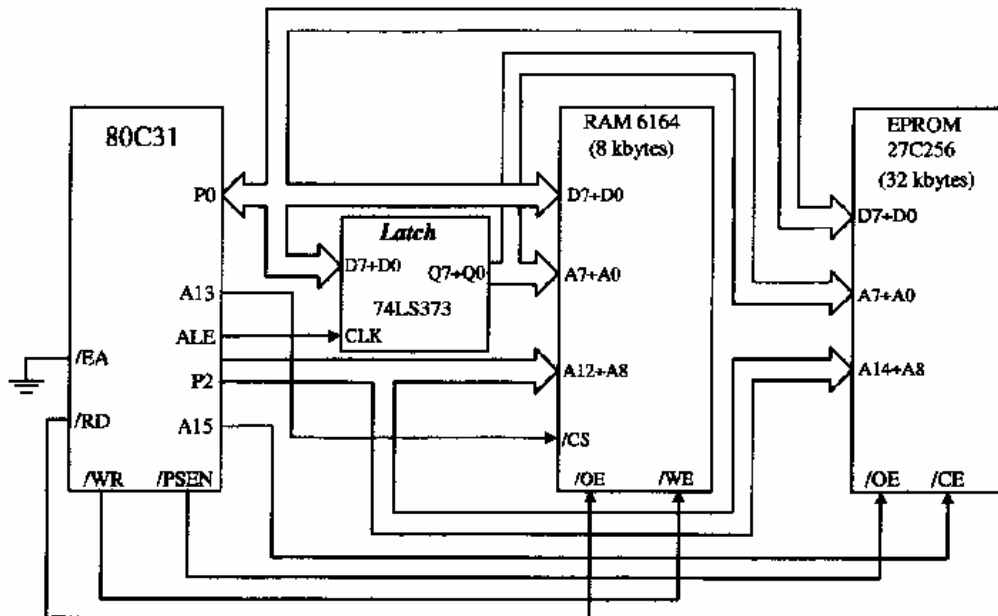 80C31
P0
A13
ALE
P2
A15
/EA
/RD
/WR
/PSEN
Latch
D7+D0
Q7+Q0
74LS373
CLK
RAM 6164
(8 kbytes)
D7+D0
A7+A0
A12+A8
/CS
/OE
/WE
EPROM
27C256
(32 kbytes)
D7+D0
A7+A0
A14+A8
/OE
/CE